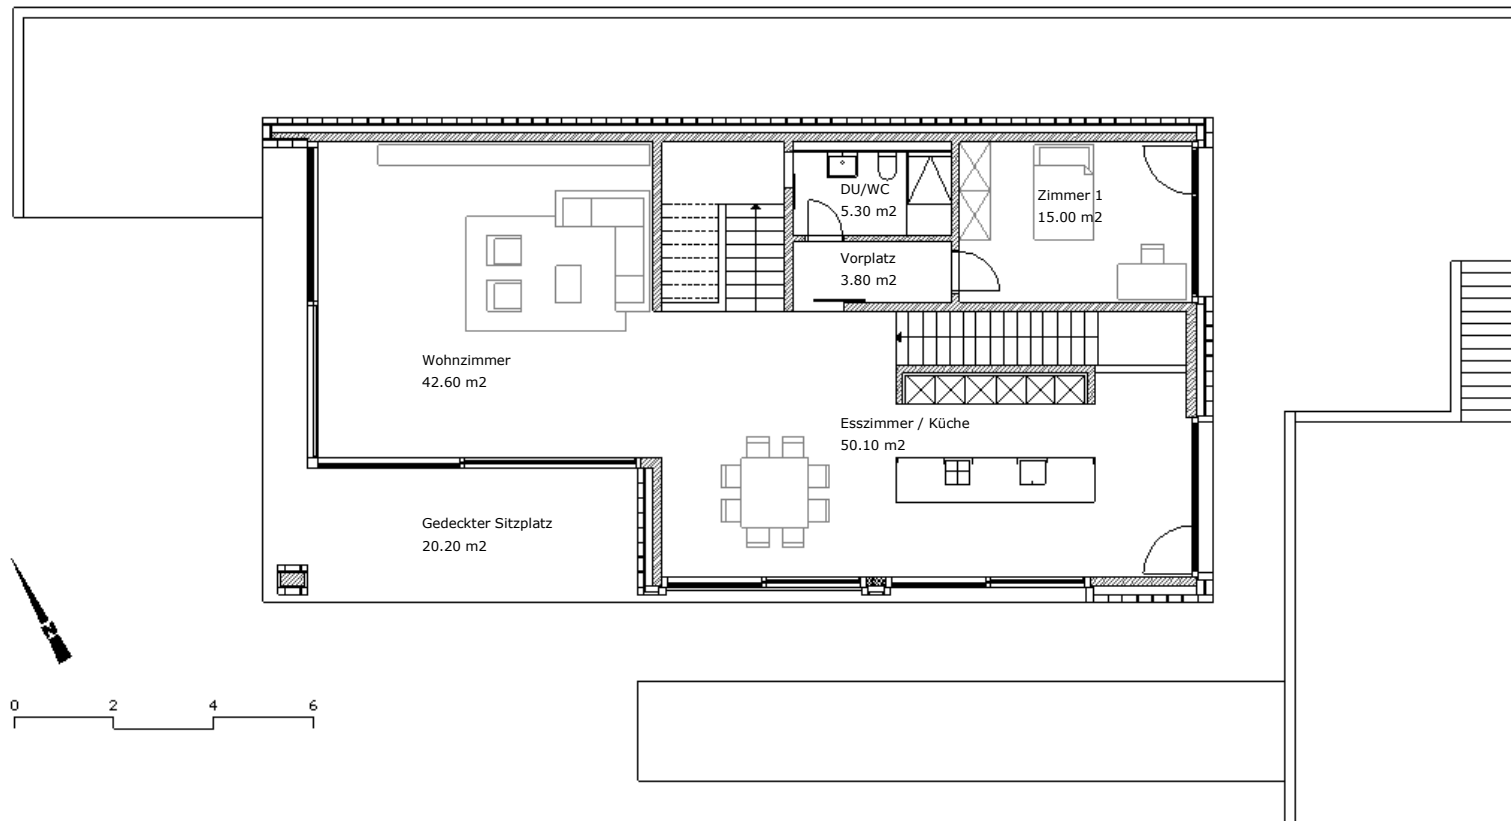 DU/WC
5.30 m2
Zimmer 1
15.00 m2
Vorplatz
3.80 m2
Wohnzimmer
42.60 m2
Esszimmer / Küche
50.10 m2
Gedeckter Sitzplatz
20.20 m2
N
0 2 4 6